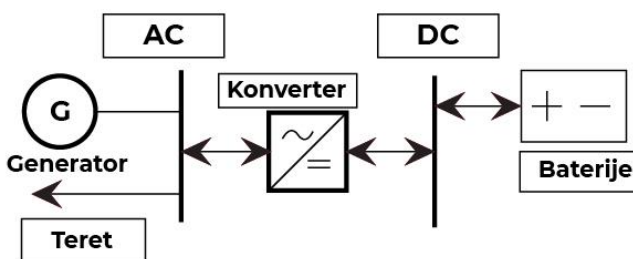 AC
DC
G
Konverter
+ −
∼
=
Generator
Baterije
Teret